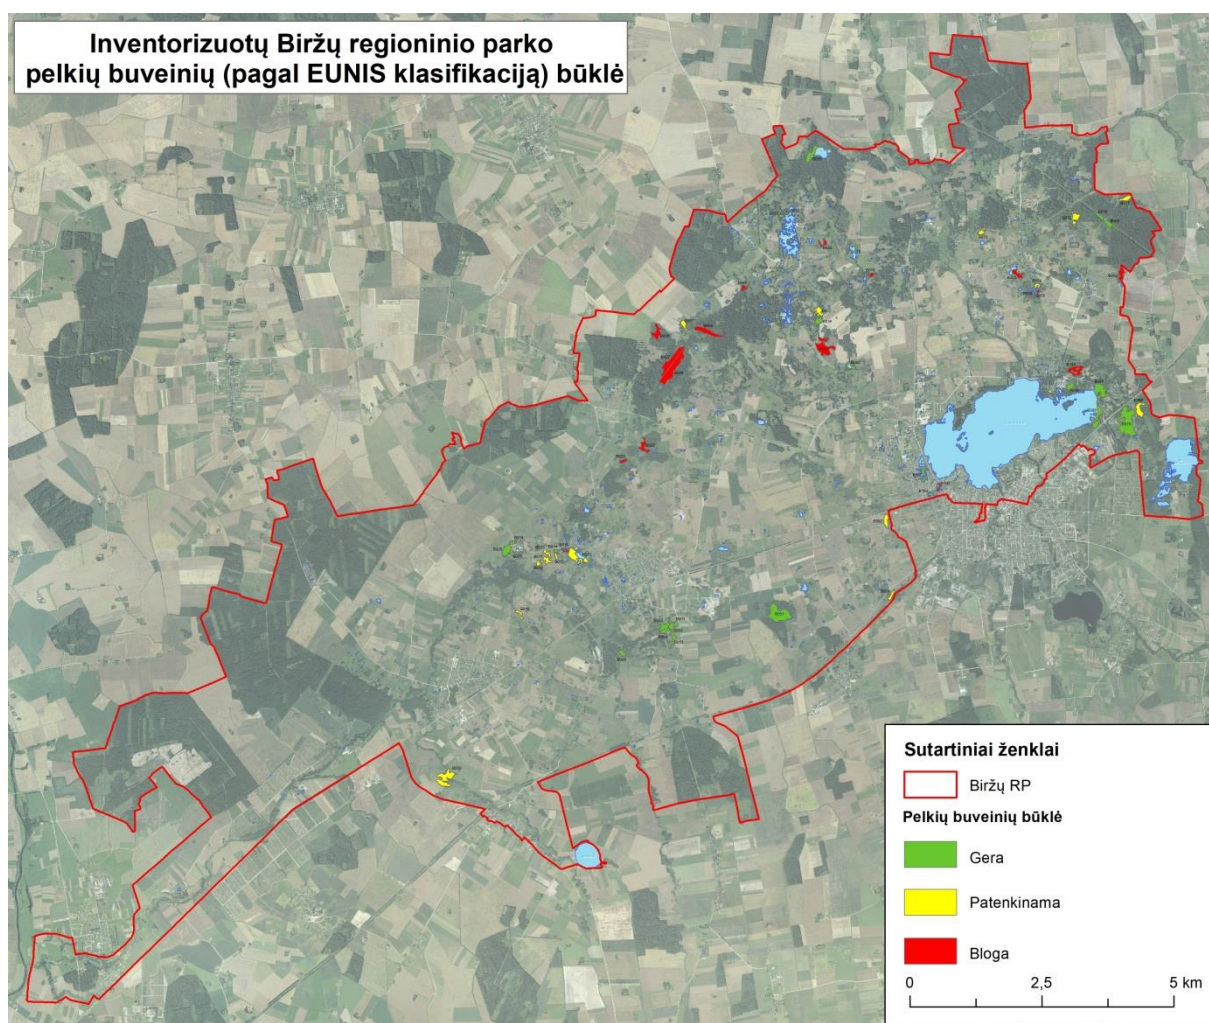 Inventorizuotų Biržų regioninio parko
pelkių buveinių (pagal EUNIS klasifikaciją) būklė
Sutartiniai ženklai
Biržų RP
Pelkių buveinių būklė
Gera
Patenkinama
Bloga
0 2,5 5 km